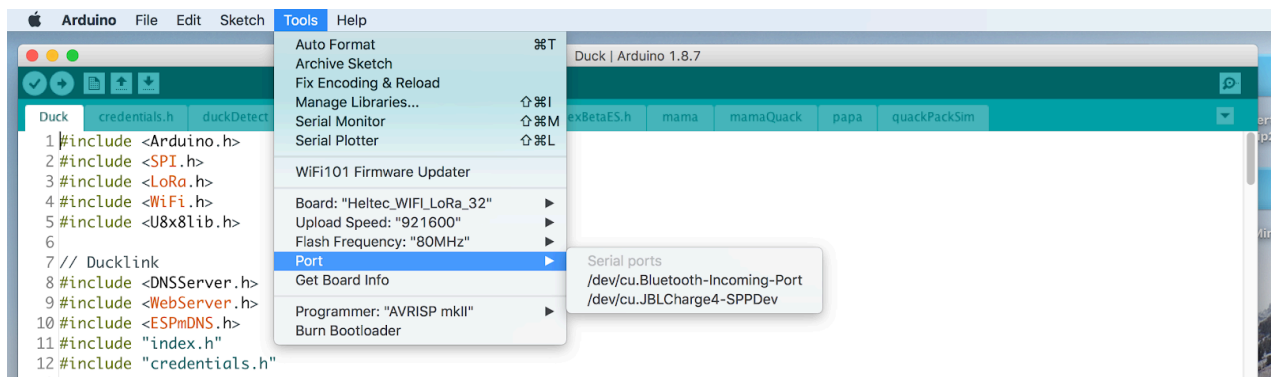 Arduino File Edit Sketch Tools Help
Duck | Arduino 1.8.7
Auto Format ⌘T
Archive Sketch
Fix Encoding & Reload
Manage Libraries... ⇧⌘I
Serial Monitor ⇧⌘M
Serial Plotter ⇧⌘L
WiFi101 Firmware Updater
Board: "Heltec_WIFI_LoRa_32"
Upload Speed: "921600"
Flash Frequency: "80MHz"
Port
Get Board Info
Programmer: "AVRISP mkII"
Burn Bootloader
Serial ports
/dev/cu.Bluetooth-Incoming-Port
/dev/cu.JBLCharge4-SPPDev
Duck credentials.h duckDetect exBetaES.h mama mamaQuack papa quackPackSim
1 #include <Arduino.h>
2 #include <SPI.h>
3 #include <LoRa.h>
4 #include <WiFi.h>
5 #include <U8x8lib.h>
6
7 // Ducklink
8 #include <DNSServer.h>
9 #include <WebServer.h>
10 #include <ESPmDNS.h>
11 #include "index.h"
12 #include "credentials.h"